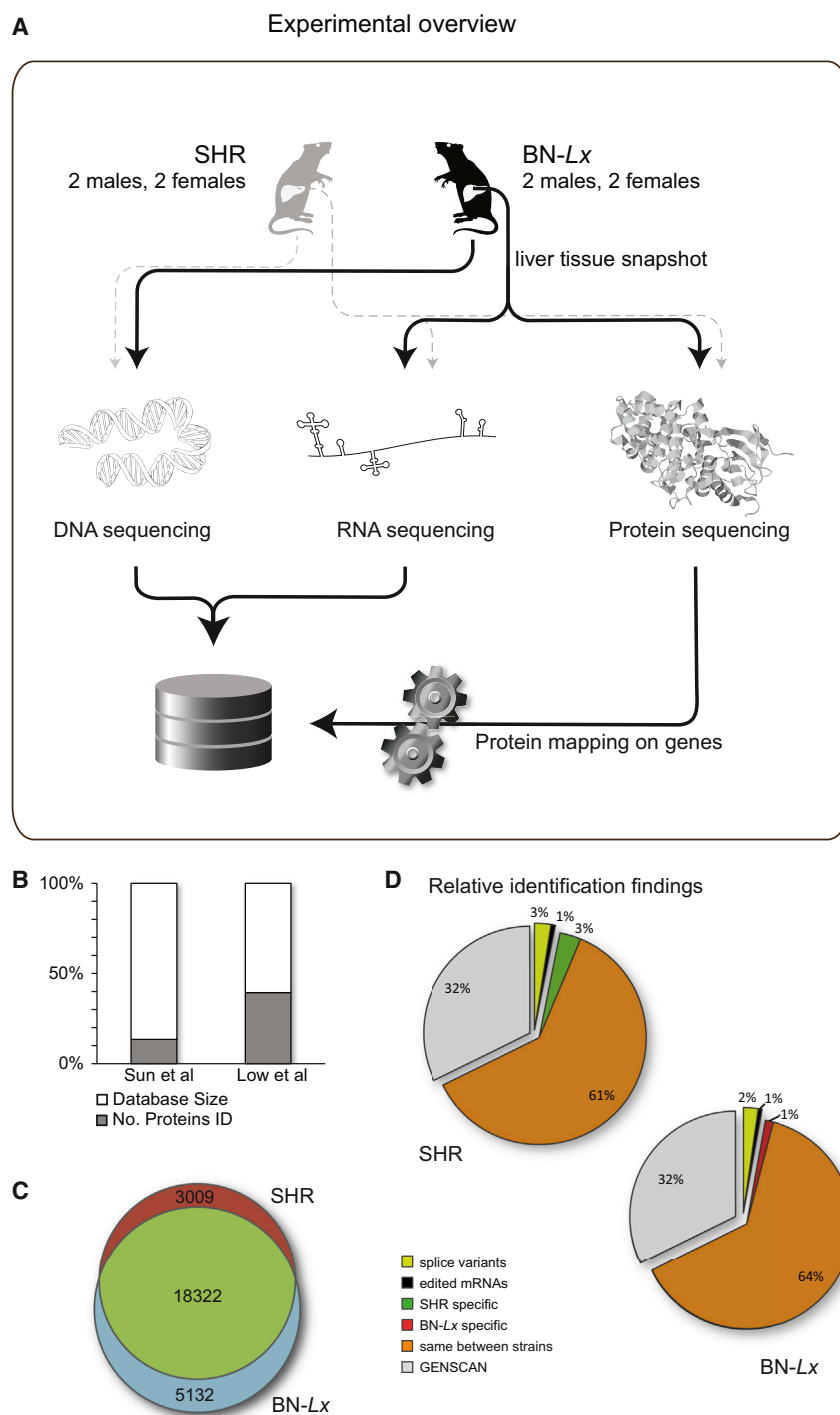 A
Experimental overview
SHR
2 males, 2 females
BN-Lx
2 males, 2 females
liver tissue snapshot
DNA sequencing
RNA sequencing
Protein sequencing
Protein mapping on genes
B
100%
50%
0%
Sun et al
Low et al
Database Size
No. Proteins ID
C
3009
SHR
18322
5132
BN-Lx
D
Relative identification findings
3%
1%
3%
32%
61%
SHR
2%
1%
1%
32%
64%
BN-Lx
splice variants
edited mRNAs
SHR specific
BN-Lx specific
same between strains
GENSCAN